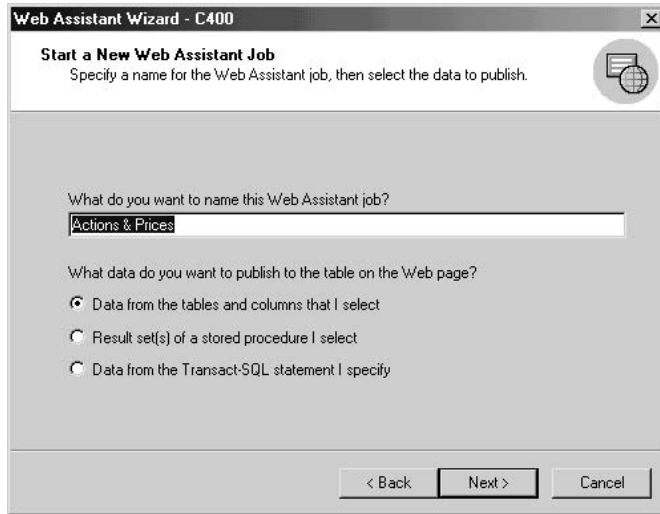 Web Assistant Wizard - C400
Start a New Web Assistant Job
Specify a name for the Web Assistant job, then select the data to publish.
What do you want to name this Web Assistant job?
Actions & Prices
What data do you want to publish to the table on the Web page?
Data from the tables and columns that I select
Result set(s) of a stored procedure I select
Data from the Transact-SQL statement I specify
< Back Next > Cancel